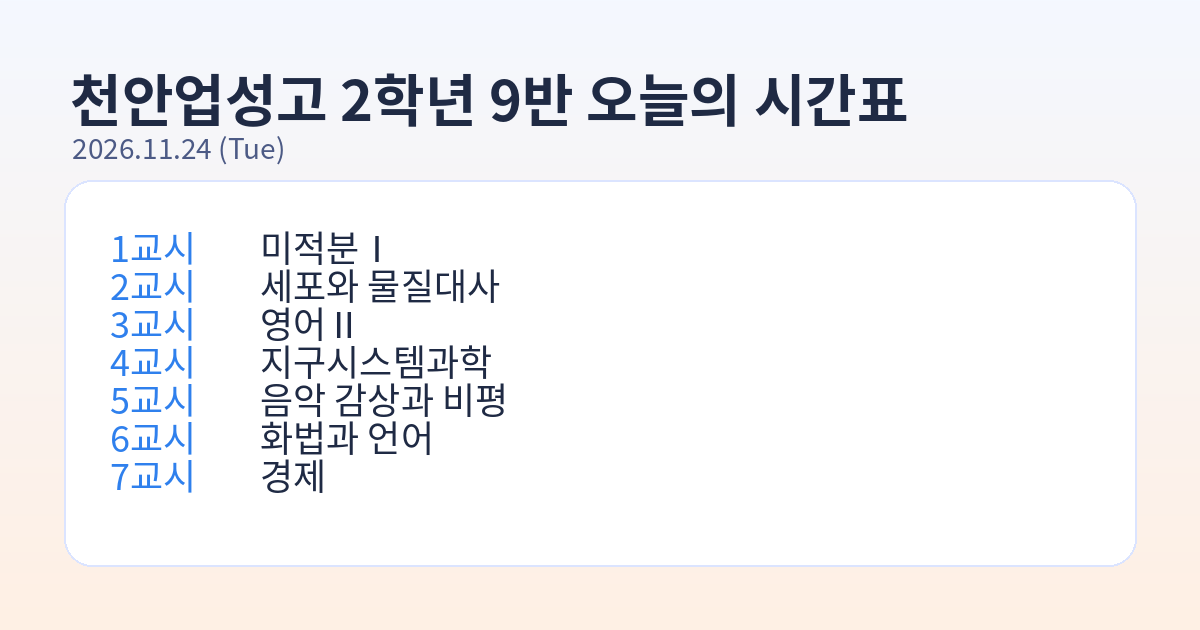 천안업성고 2학년 9반 오늘의 시간표
2026.11.24 (Tue)
1교시 미적분Ⅰ
2교시 세포와 물질대사
3교시 영어Ⅱ
4교시 지구시스템과학
5교시 음악 감상과 비평
6교시 화법과 언어
7교시 경제